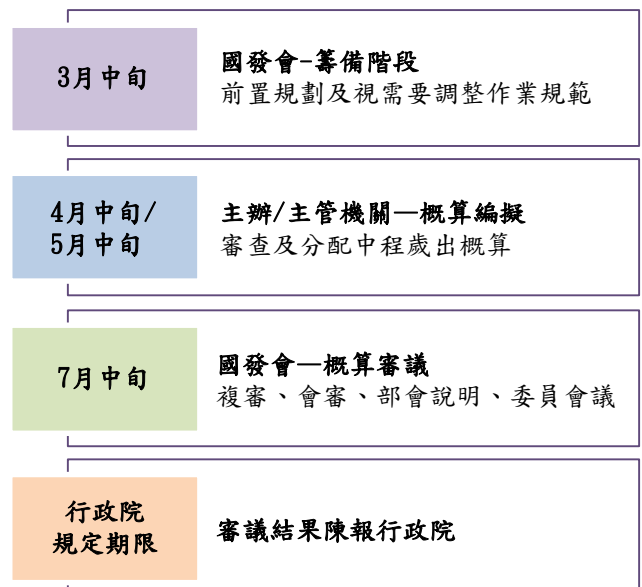 3月中旬
國發會-籌備階段
前置規劃及視需要調整作業規範
4月中旬/
5月中旬
主辦/主管機關—概算編擬
審查及分配中程歲出概算
7月中旬
國發會—概算審議
複審、會審、部會說明、委員會議
行政院
規定期限
審議結果陳報行政院